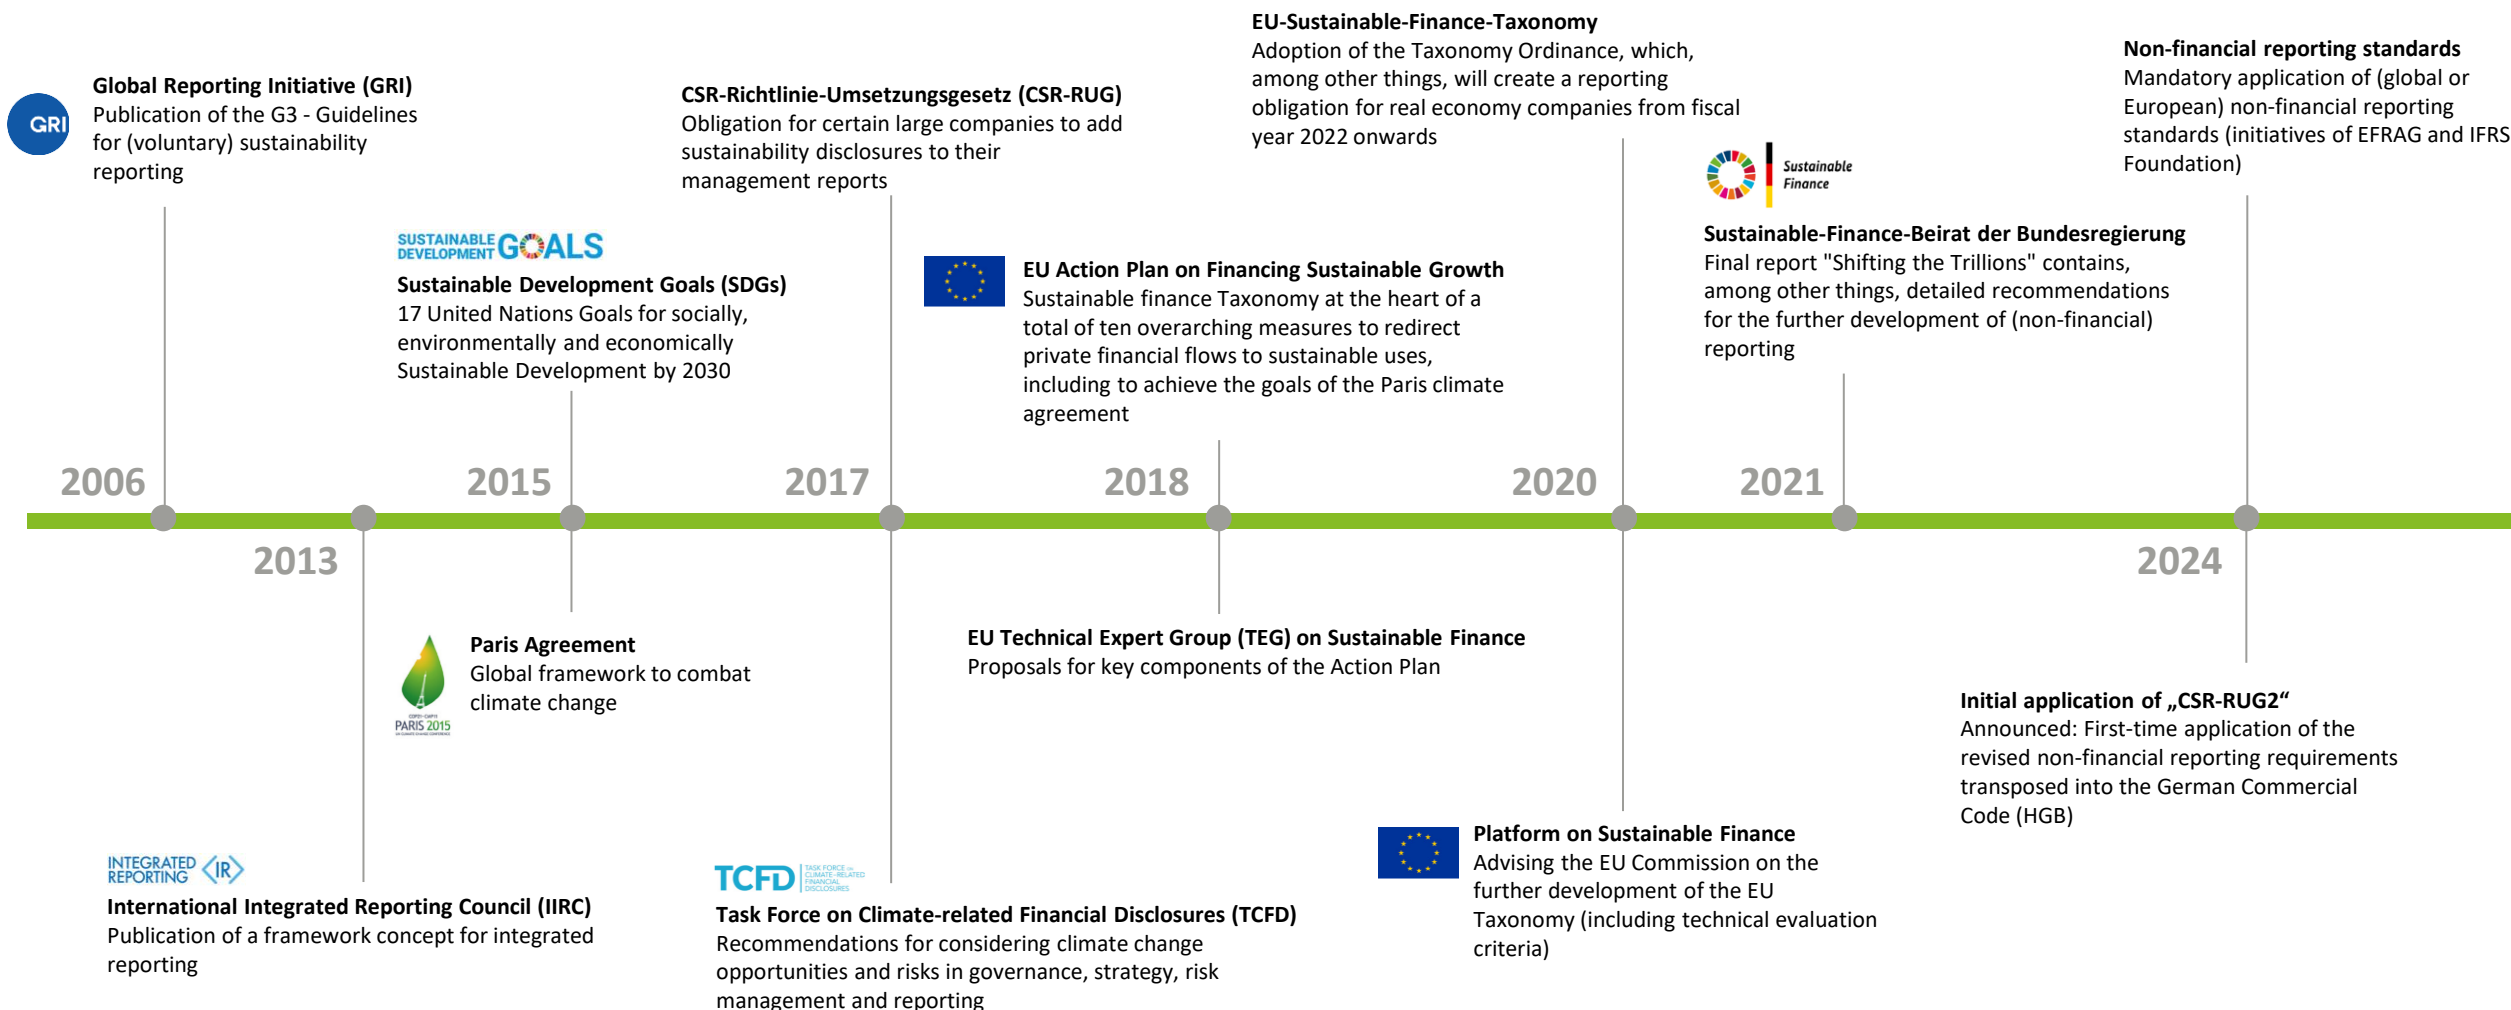 GRI
Global Reporting Initiative (GRI)
Publication of the G3 - Guidelines
for (voluntary) sustainability
reporting
SUSTAINABLE
DEVELOPMENT GOALS
Sustainable Development Goals (SDGs)
17 United Nations Goals for socially,
environmentally and economically
Sustainable Development by 2030
CSR-Richtlinie-Umsetzungsgesetz (CSR-RUG)
Obligation for certain large companies to add
sustainability disclosures to their
management reports
EU Action Plan on Financing Sustainable Growth
Sustainable finance Taxonomy at the heart of a
total of ten overarching measures to redirect
private financial flows to sustainable uses,
including to achieve the goals of the Paris climate
agreement
EU-Sustainable-Finance-Taxonomy
Adoption of the Taxonomy Ordinance, which,
among other things, will create a reporting
obligation for real economy companies from fiscal
year 2022 onwards
Sustainable
Finance
Sustainable-Finance-Beirat der Bundesregierung
Final report "Shifting the Trillions" contains,
among other things, detailed recommendations
for the further development of (non-financial)
reporting
Non-financial reporting standards
Mandatory application of (global or
European) non-financial reporting
standards (initiatives of EFRAG and IFRS
Foundation)
2006
2015
2017
2018
2020
2021
2013
2024
INTEGRATED
REPORTING <IR>
International Integrated Reporting Council (IIRC)
Publication of a framework concept for integrated
reporting
PARIS 2015
Paris Agreement
Global framework to combat
climate change
TCFD
TASK FORCE ON
CLIMATE-RELATED
FINANCIAL
DISCLOSURES
Task Force on Climate-related Financial Disclosures (TCFD)
Recommendations for considering climate change
opportunities and risks in governance, strategy, risk
management and reporting
EU Technical Expert Group (TEG) on Sustainable Finance
Proposals for key components of the Action Plan
Platform on Sustainable Finance
Advising the EU Commission on the
further development of the EU
Taxonomy (including technical evaluation
criteria)
Initial application of „CSR-RUG2“
Announced: First-time application of the
revised non-financial reporting requirements
transposed into the German Commercial
Code (HGB)